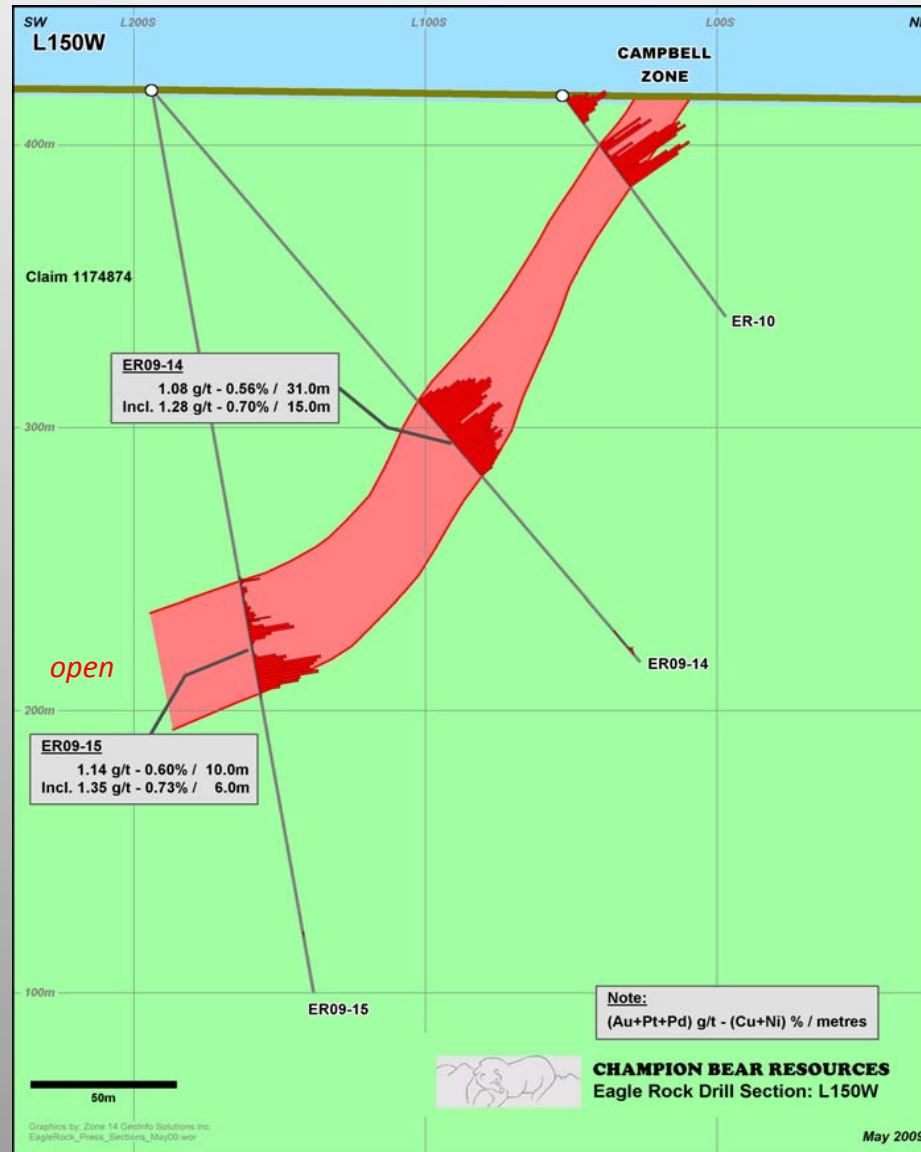 SW
L200S
L100S
L00S
L150W
CAMPBELL
ZONE
400m
Claim 1174874
ER-10
ER09-14
1.08 g/t - 0.56% / 31.0m
Incl. 1.28 g/t - 0.70% / 15.0m
300m
open
ER09-14
200m
ER09-15
1.14 g/t - 0.60% / 10.0m
Incl. 1.35 g/t - 0.73% / 6.0m
100m
ER09-15
Note:
(Au+Pt+Pd) g/t - (Cu+Ni) % / metres
50m
CHAMPION BEAR RESOURCES
Eagle Rock Drill Section: L150W
Graphics by: Zone 14 GeoInfo Solutions Inc.
EagleRock_Press_Sections_May09.wor
May 2009